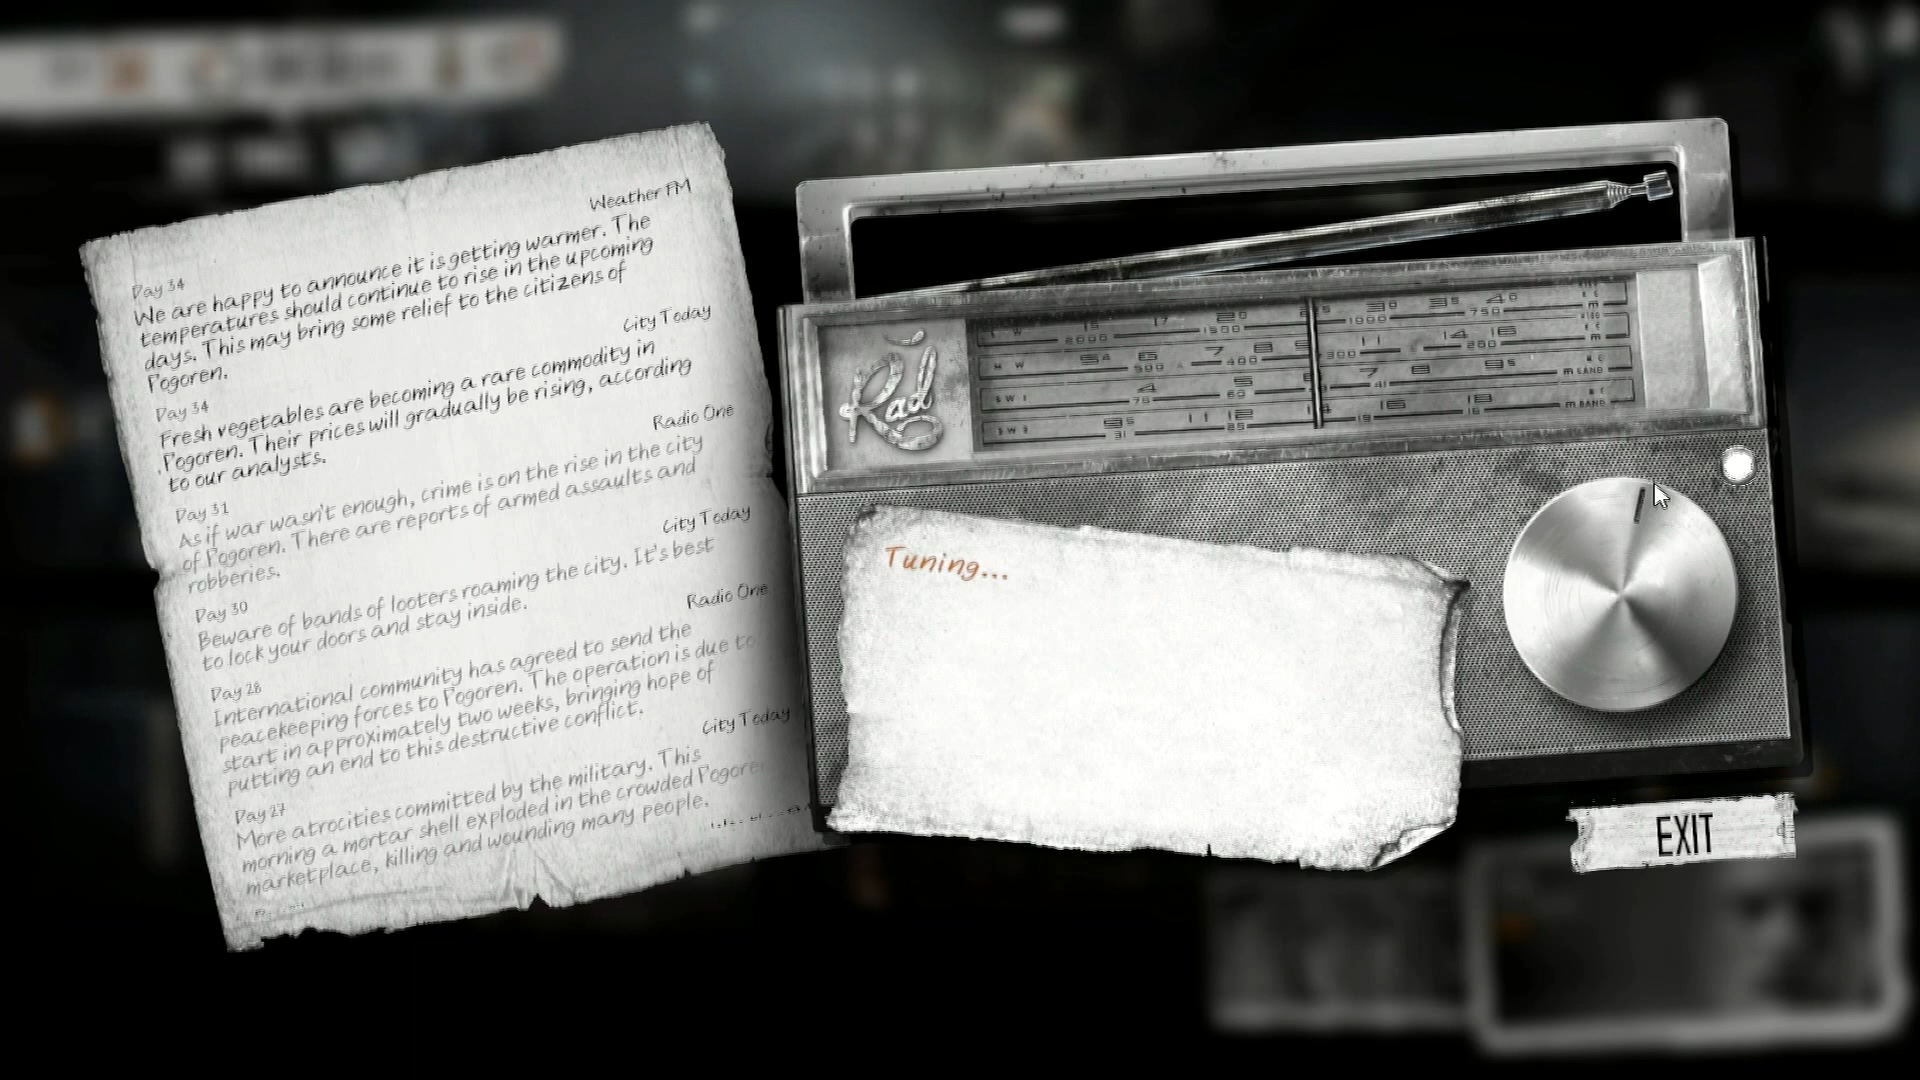 Weather FM
Day 34
We are happy to announce it is getting warmer. The
temperatures should continue to rise in the upcoming
days. This may bring some relief to the citizens of
Pogoren.
City Today
Day 34
Fresh vegetables are becoming a rare commodity in
Pogoren. Their prices will gradually be rising, according
to our analysts.
Radio One
Day 31
As if war wasn't enough, crime is on the rise in the city
of Pogoren. There are reports of armed assaults and
robberies.
City Today
Day 30
Beware of bands of looters roaming the city. It's best
to lock your doors and stay inside.
Radio One
Day 28
International community has agreed to send the
peacekeeping forces to Pogoren. The operation is due to
start in approximately two weeks, bringing hope of
putting an end to this destructive conflict.
City Today
Day 27
More atrocities committed by the military. This
morning a mortar shell exploded in the crowded Pogoren
marketplace, killing and wounding many people.
Rad
Tuning...
EXIT